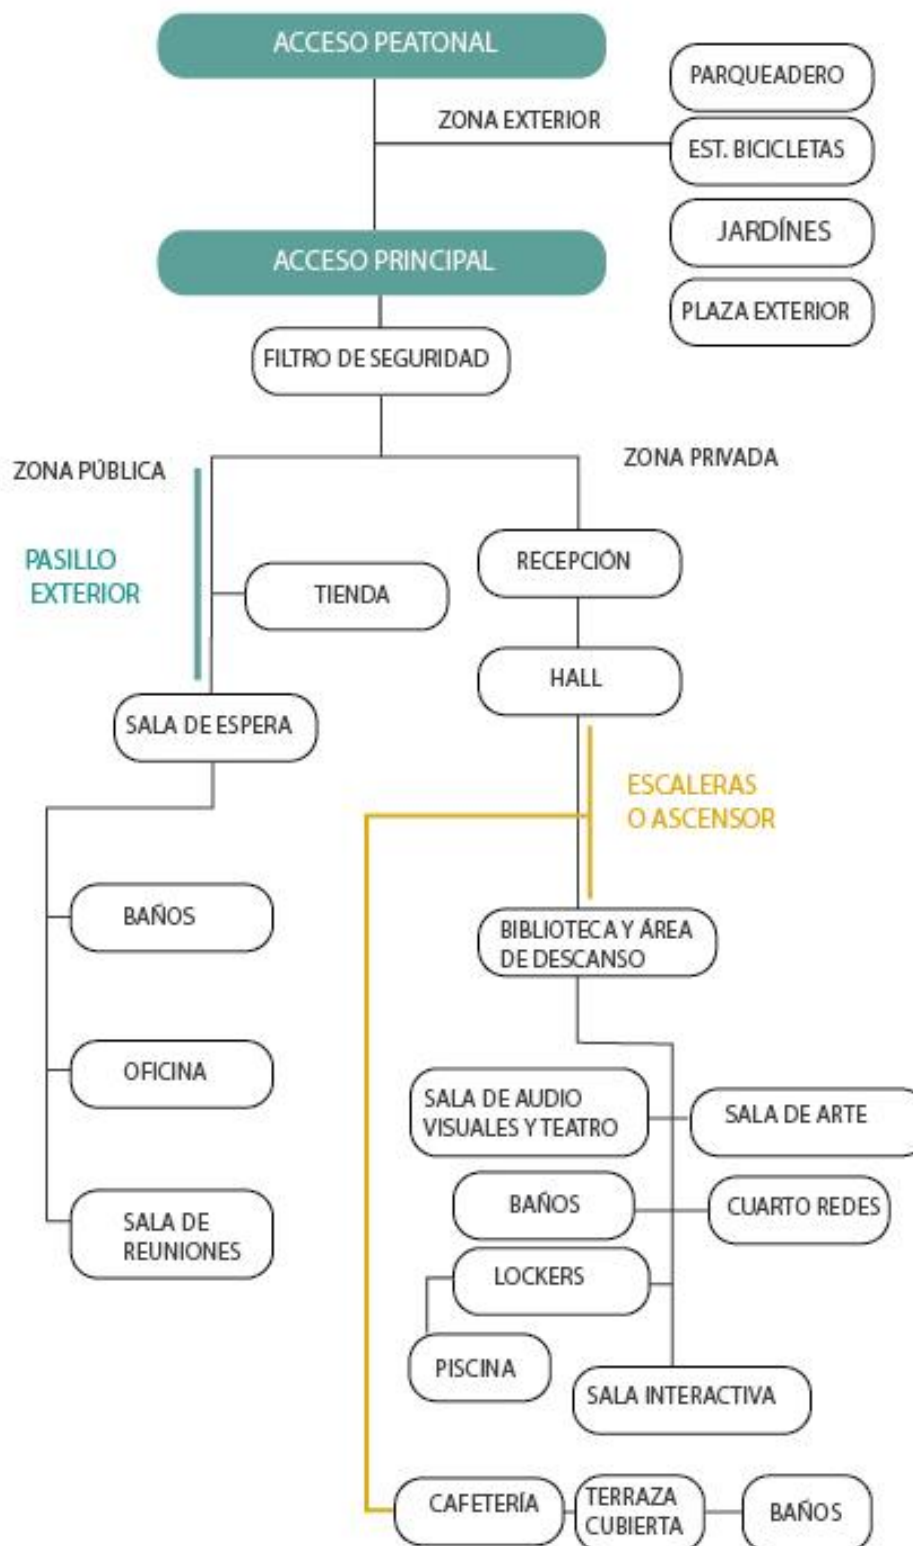 ACCESO PEATONAL
PARQUEADERO
ZONA EXTERIOR
EST. BICICLETAS
JARDÍNES
ACCESO PRINCIPAL
PLAZA EXTERIOR
FILTRO DE SEGURIDAD
ZONA PÚBLICA
ZONA PRIVADA
PASILLO
EXTERIOR
TIENDA
RECEPCIÓN
HALL
SALA DE ESPERA
ESCALERAS
O ASCENSOR
BAÑOS
OFICINA
SALA DE
REUNIONES
BIBLIOTECA Y ÁREA
DE DESCANSO
SALA DE AUDIO
VISUALES Y TEATRO
SALA DE ARTE
BAÑOS
CUARTO REDES
LOCKERS
PISCINA
SALA INTERACTIVA
CAFETERÍA
TERRAZA
CUBIERTA
BAÑOS